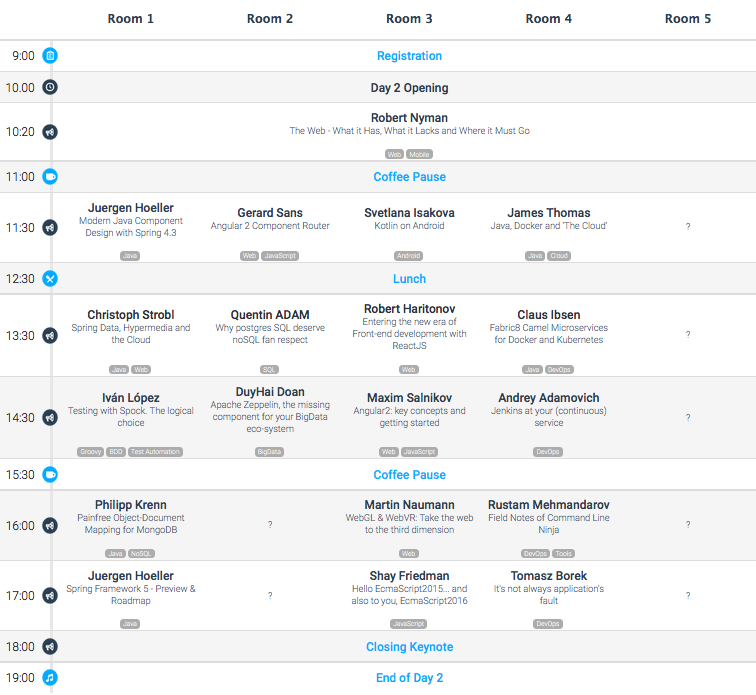 Room 1 Room 2 Room 3 Room 4 Room 5
9:00 Registration
10.00 Day 2 Opening
10:20
Robert Nyman
The Web - What it Has, What it Lacks and Where it Must Go
Web Mobile
11:00 Coffee Pause
11:30
Juergen Hoeller
Modern Java Component
Design with Spring 4.3
Java
Gerard Sans
Angular 2 Component Router
Web JavaScript
Svetlana Isakova
Kotlin on Android
Android
James Thomas
Java, Docker and 'The Cloud'
Java Cloud
?
12:30 Lunch
13:30
Christoph Strobl
Spring Data, Hypermedia and
the Cloud
Java Web
Quentin ADAM
Why postgres SQL deserve
noSQL fan respect
SQL
Robert Haritonov
Entering the new era of
Front-end development with
ReactJS
Web
Claus Ibsen
Fabric8 Camel Microservices
for Docker and Kubernetes
Java DevOps
?
14:30
Iván López
Testing with Spock. The logical
choice
Groovy BDD Test Automation
DuyHai Doan
Apache Zeppelin, the missing
component for your BigData
eco-system
BigData
Maxim Salnikov
Angular2: key concepts and
getting started
Web JavaScript
Andrey Adamovich
Jenkins at your (continuous)
service
DevOps
?
15:30 Coffee Pause
16:00
Philipp Krenn
Painfree Object-Document
Mapping for MongoDB
Java NoSQL
?
Martin Naumann
WebGL & WebVR: Take the web
to the third dimension
Web
Rustam Mehmandarov
Field Notes of Command Line
Ninja
DevOps Tools
?
17:00
Juergen Hoeller
Spring Framework 5 - Preview &
Roadmap
Java
?
Shay Friedman
Hello EcmaScript2015... and
also to you, EcmaScript2016
JavaScript
Tomasz Borek
It's not always application's
fault
DevOps
?
18:00 Closing Keynote
19:00 End of Day 2